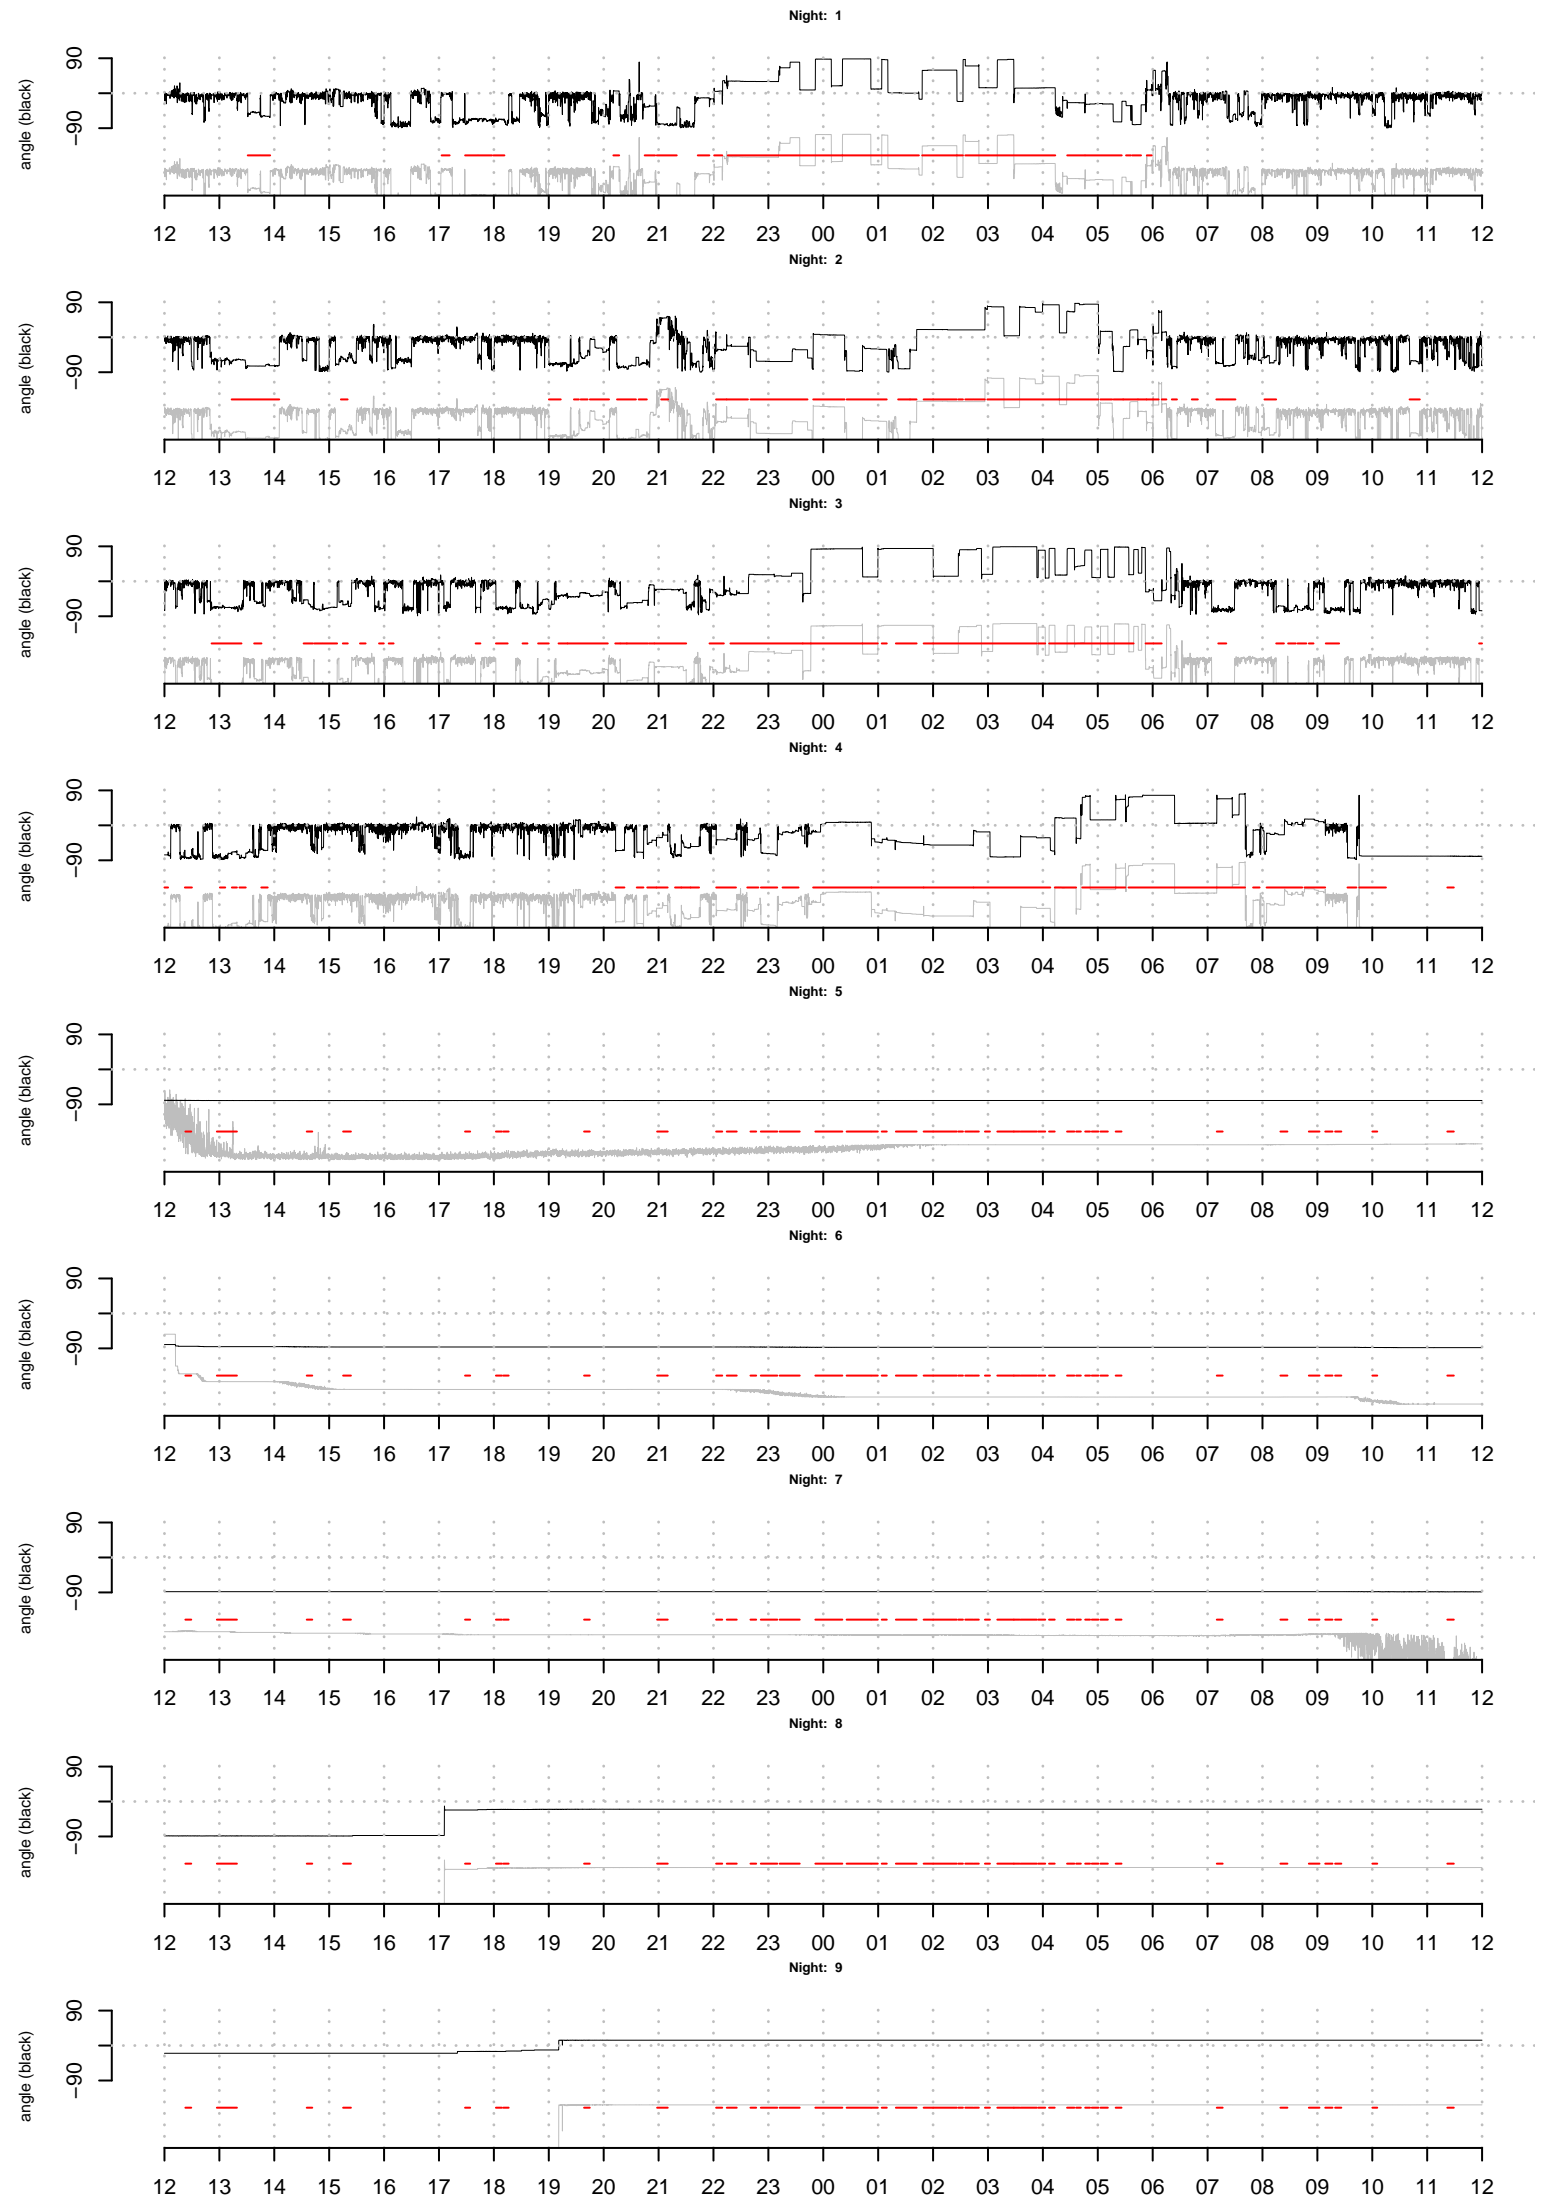 Night: 1
90
-90
angle (black)
12 13 14 15 16 17 18 19 20 21 22 23 00 01 02 03 04 05 06 07 08 09 10 11 12
Night: 2
90
-90
angle (black)
12 13 14 15 16 17 18 19 20 21 22 23 00 01 02 03 04 05 06 07 08 09 10 11 12
Night: 3
90
-90
angle (black)
12 13 14 15 16 17 18 19 20 21 22 23 00 01 02 03 04 05 06 07 08 09 10 11 12
Night: 4
90
-90
angle (black)
12 13 14 15 16 17 18 19 20 21 22 23 00 01 02 03 04 05 06 07 08 09 10 11 12
Night: 5
90
-90
angle (black)
12 13 14 15 16 17 18 19 20 21 22 23 00 01 02 03 04 05 06 07 08 09 10 11 12
Night: 6
90
-90
angle (black)
12 13 14 15 16 17 18 19 20 21 22 23 00 01 02 03 04 05 06 07 08 09 10 11 12
Night: 7
90
-90
angle (black)
12 13 14 15 16 17 18 19 20 21 22 23 00 01 02 03 04 05 06 07 08 09 10 11 12
Night: 8
90
-90
angle (black)
12 13 14 15 16 17 18 19 20 21 22 23 00 01 02 03 04 05 06 07 08 09 10 11 12
Night: 9
90
-90
angle (black)
12 13 14 15 16 17 18 19 20 21 22 23 00 01 02 03 04 05 06 07 08 09 10 11 12